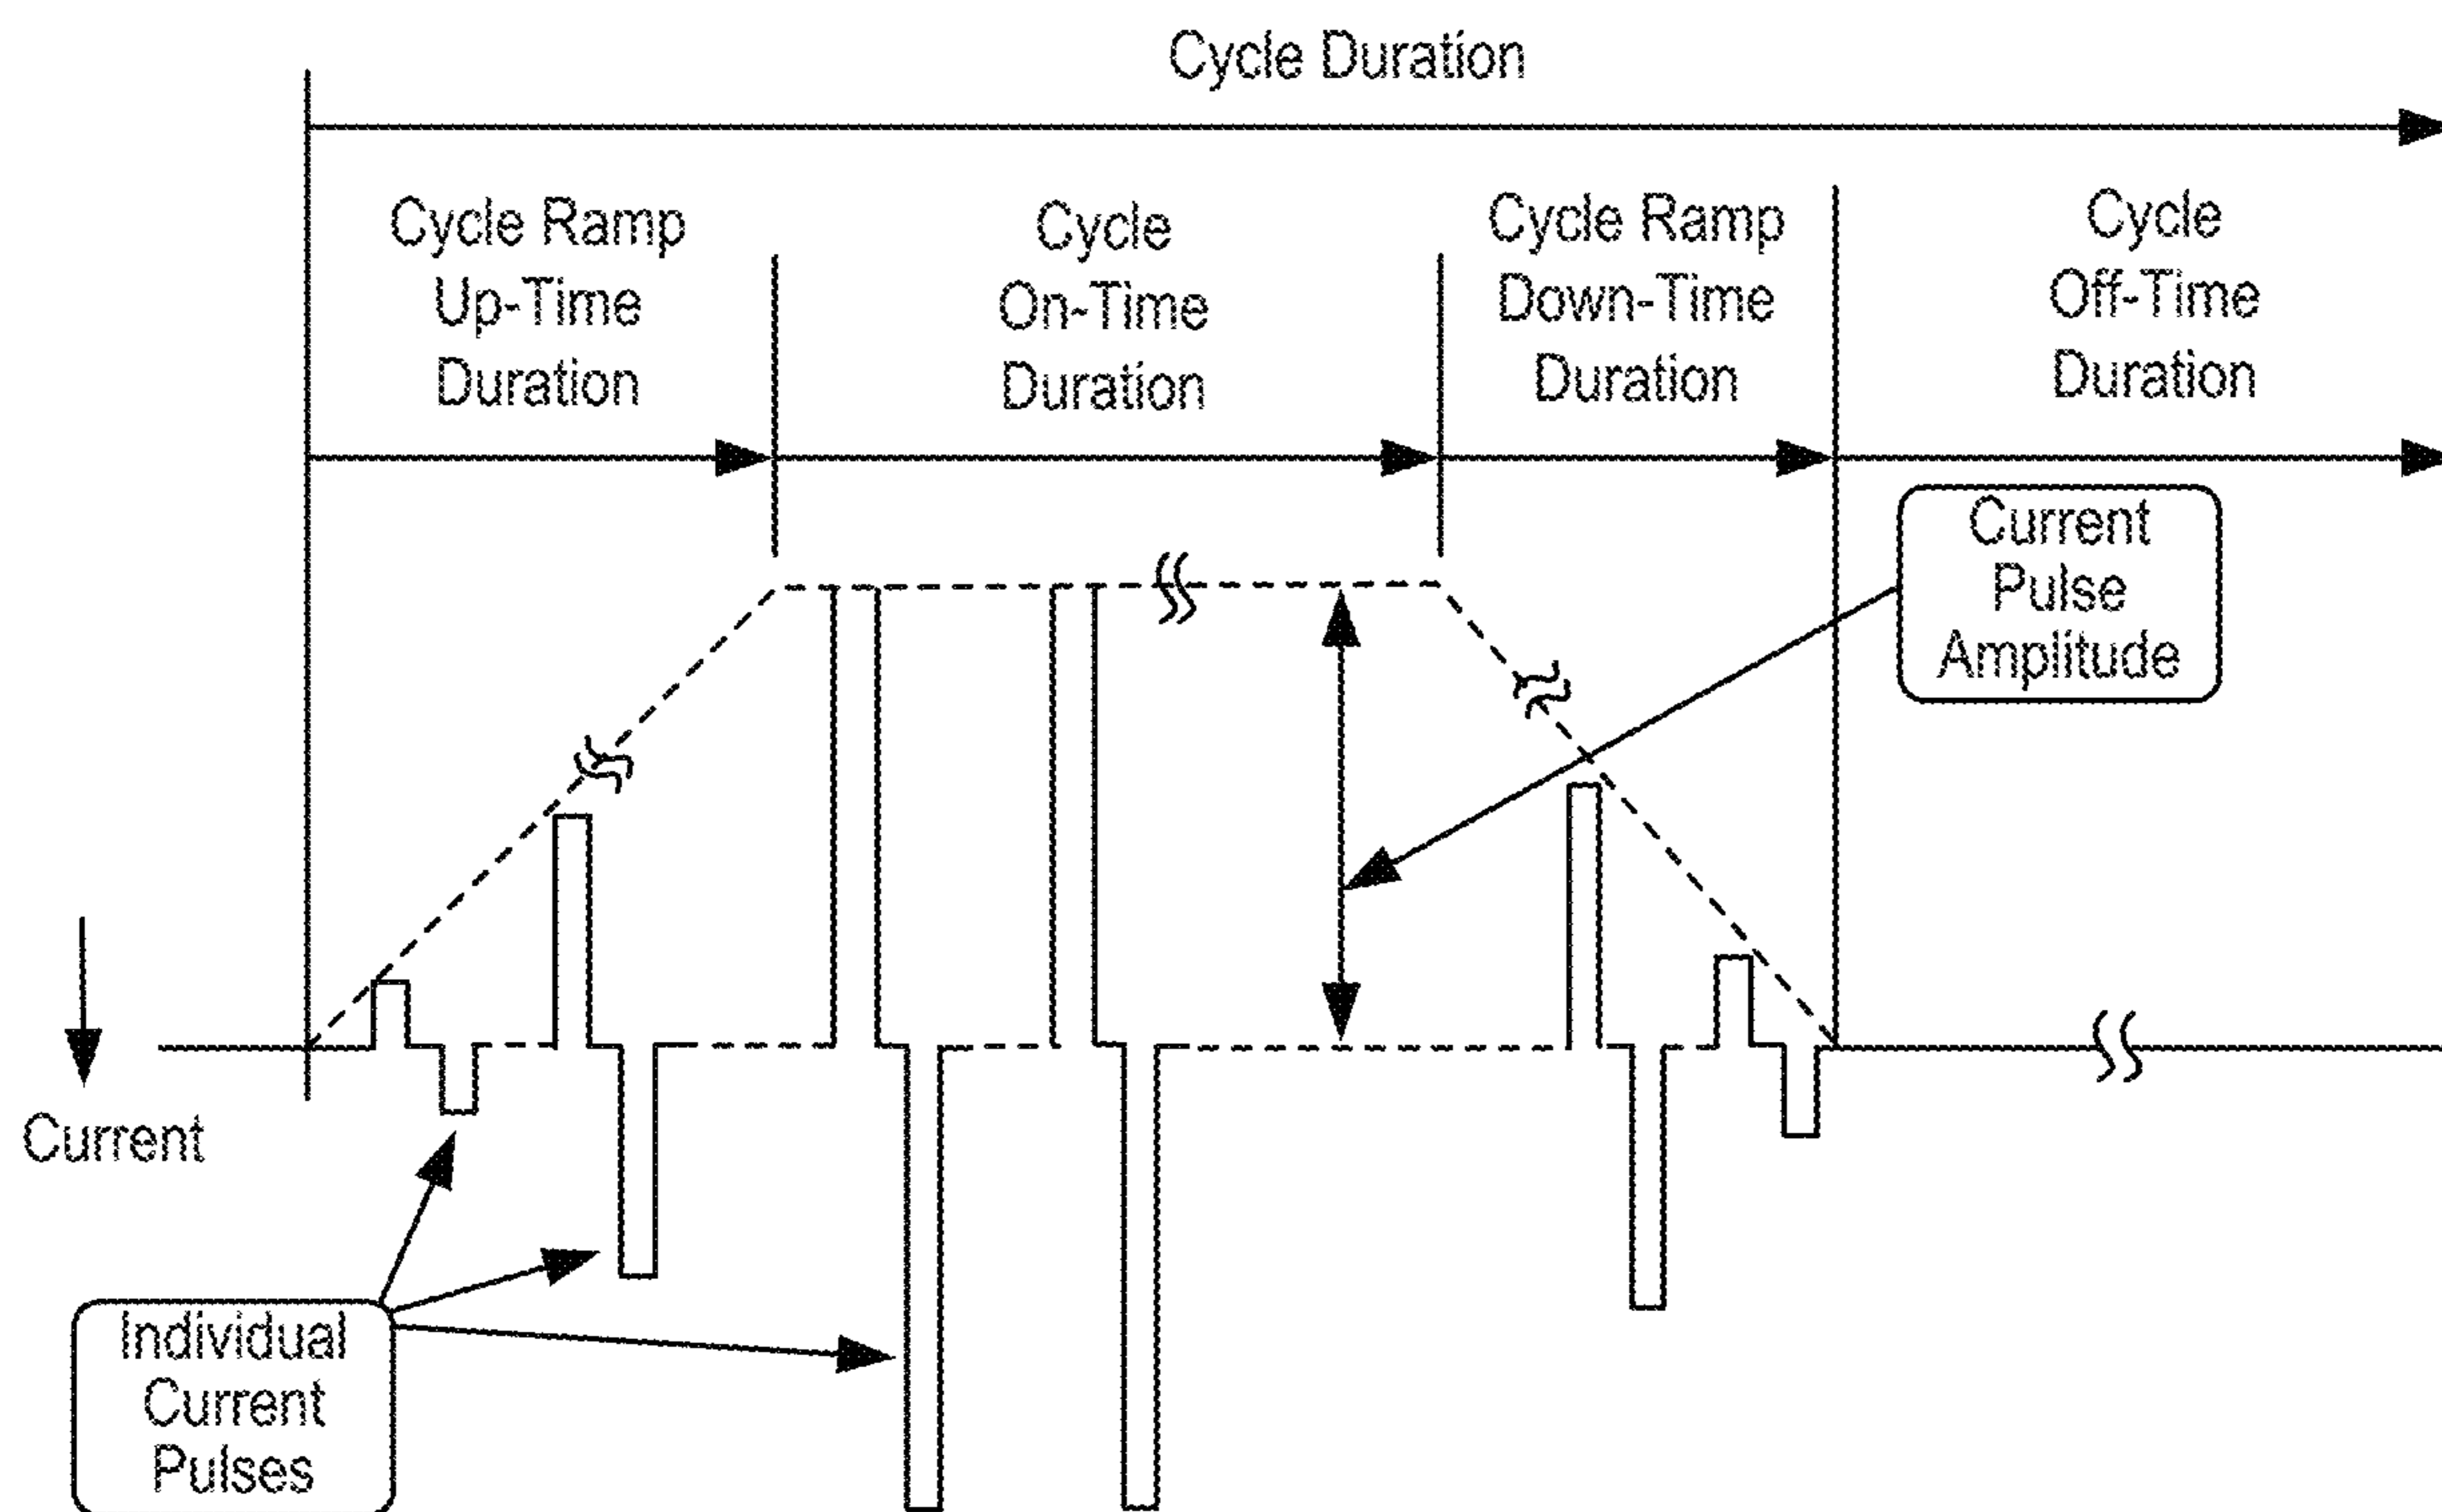 Cycle Duration
Cycle Ramp
Up-Time
Duration
Cycle
On-Time
Duration
Cycle Ramp
Down-Time
Duration
Cycle
Off-Time
Duration
Current
Pulse
Amplitude
Current
Individual
Current
Pulses